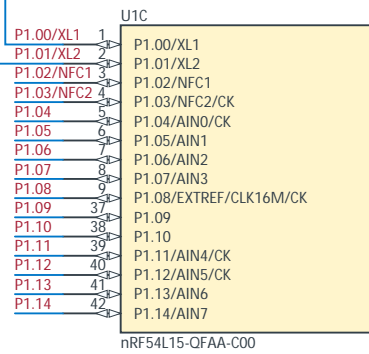 U1C
P1.00/XL1 1 P1.00/XL1
P1.01/XL2 2 P1.01/XL2
P1.02/NFC1 3 P1.02/NFC1
P1.03/NFC2 4 P1.03/NFC2/CK
P1.04 5 P1.04/AIN0/CK
P1.05 6 P1.05/AIN1
P1.06 7 P1.06/AIN2
P1.07 8 P1.07/AIN3
P1.08 9 P1.08/EXTREF/CLK16M/CK
P1.09 37 P1.09
P1.10 38 P1.10
P1.11 39 P1.11/AIN4/CK
P1.12 40 P1.12/AIN5/CK
P1.13 41 P1.13/AIN6
P1.14 42 P1.14/AIN7
nRF54L15-QFAA-C00